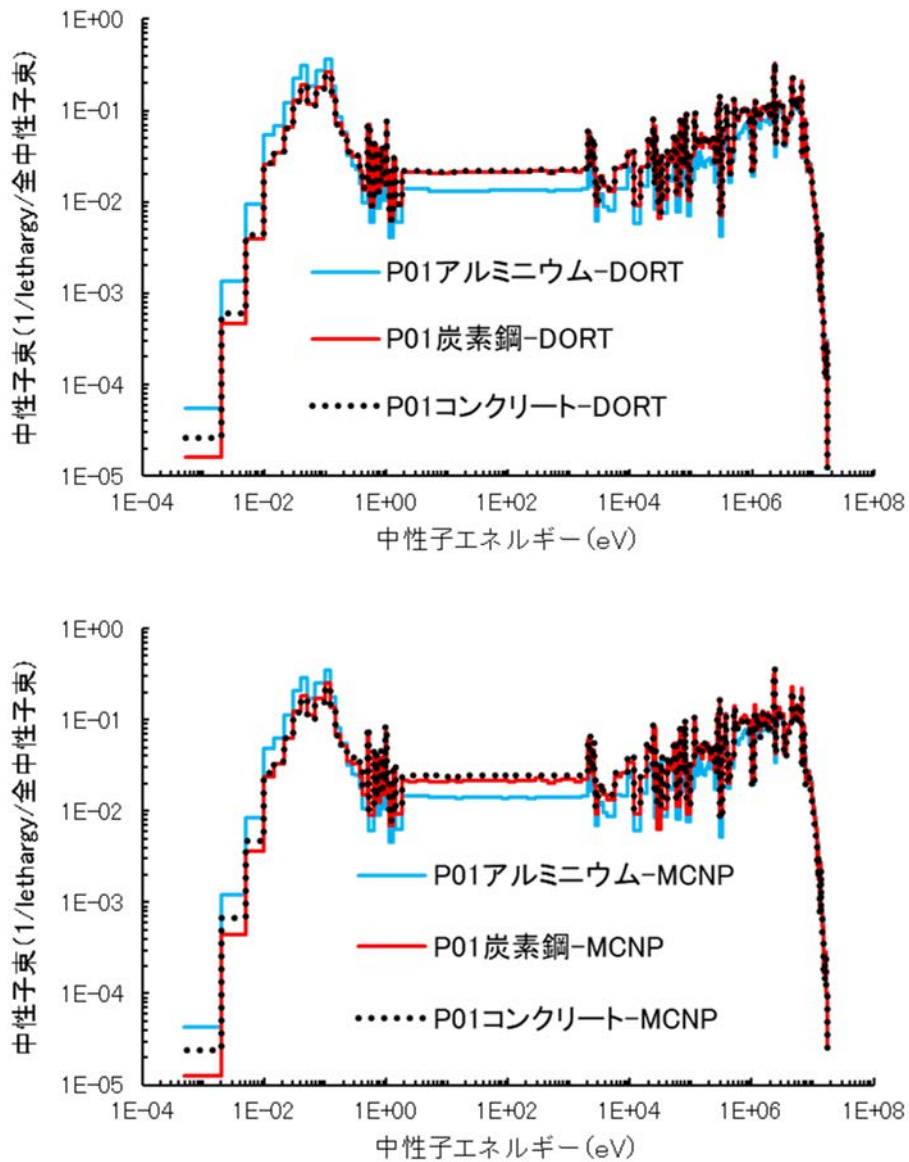 中性子束(1/lethargy/全中性子束)
1E+00
1E-01
1E-02
1E-03
1E-04
1E-05
P01アルミニウム-DORT
P01炭素鋼-DORT
P01コンクリート-DORT
1E-04 1E-02 1E+00 1E+02 1E+04 1E+06 1E+08
中性子エネルギー(eV)
中性子束(1/lethargy/全中性子束)
1E+00
1E-01
1E-02
1E-03
1E-04
1E-05
P01アルミニウム-MCNP
P01炭素鋼-MCNP
P01コンクリート-MCNP
1E-04 1E-02 1E+00 1E+02 1E+04 1E+06 1E+08
中性子エネルギー(eV)